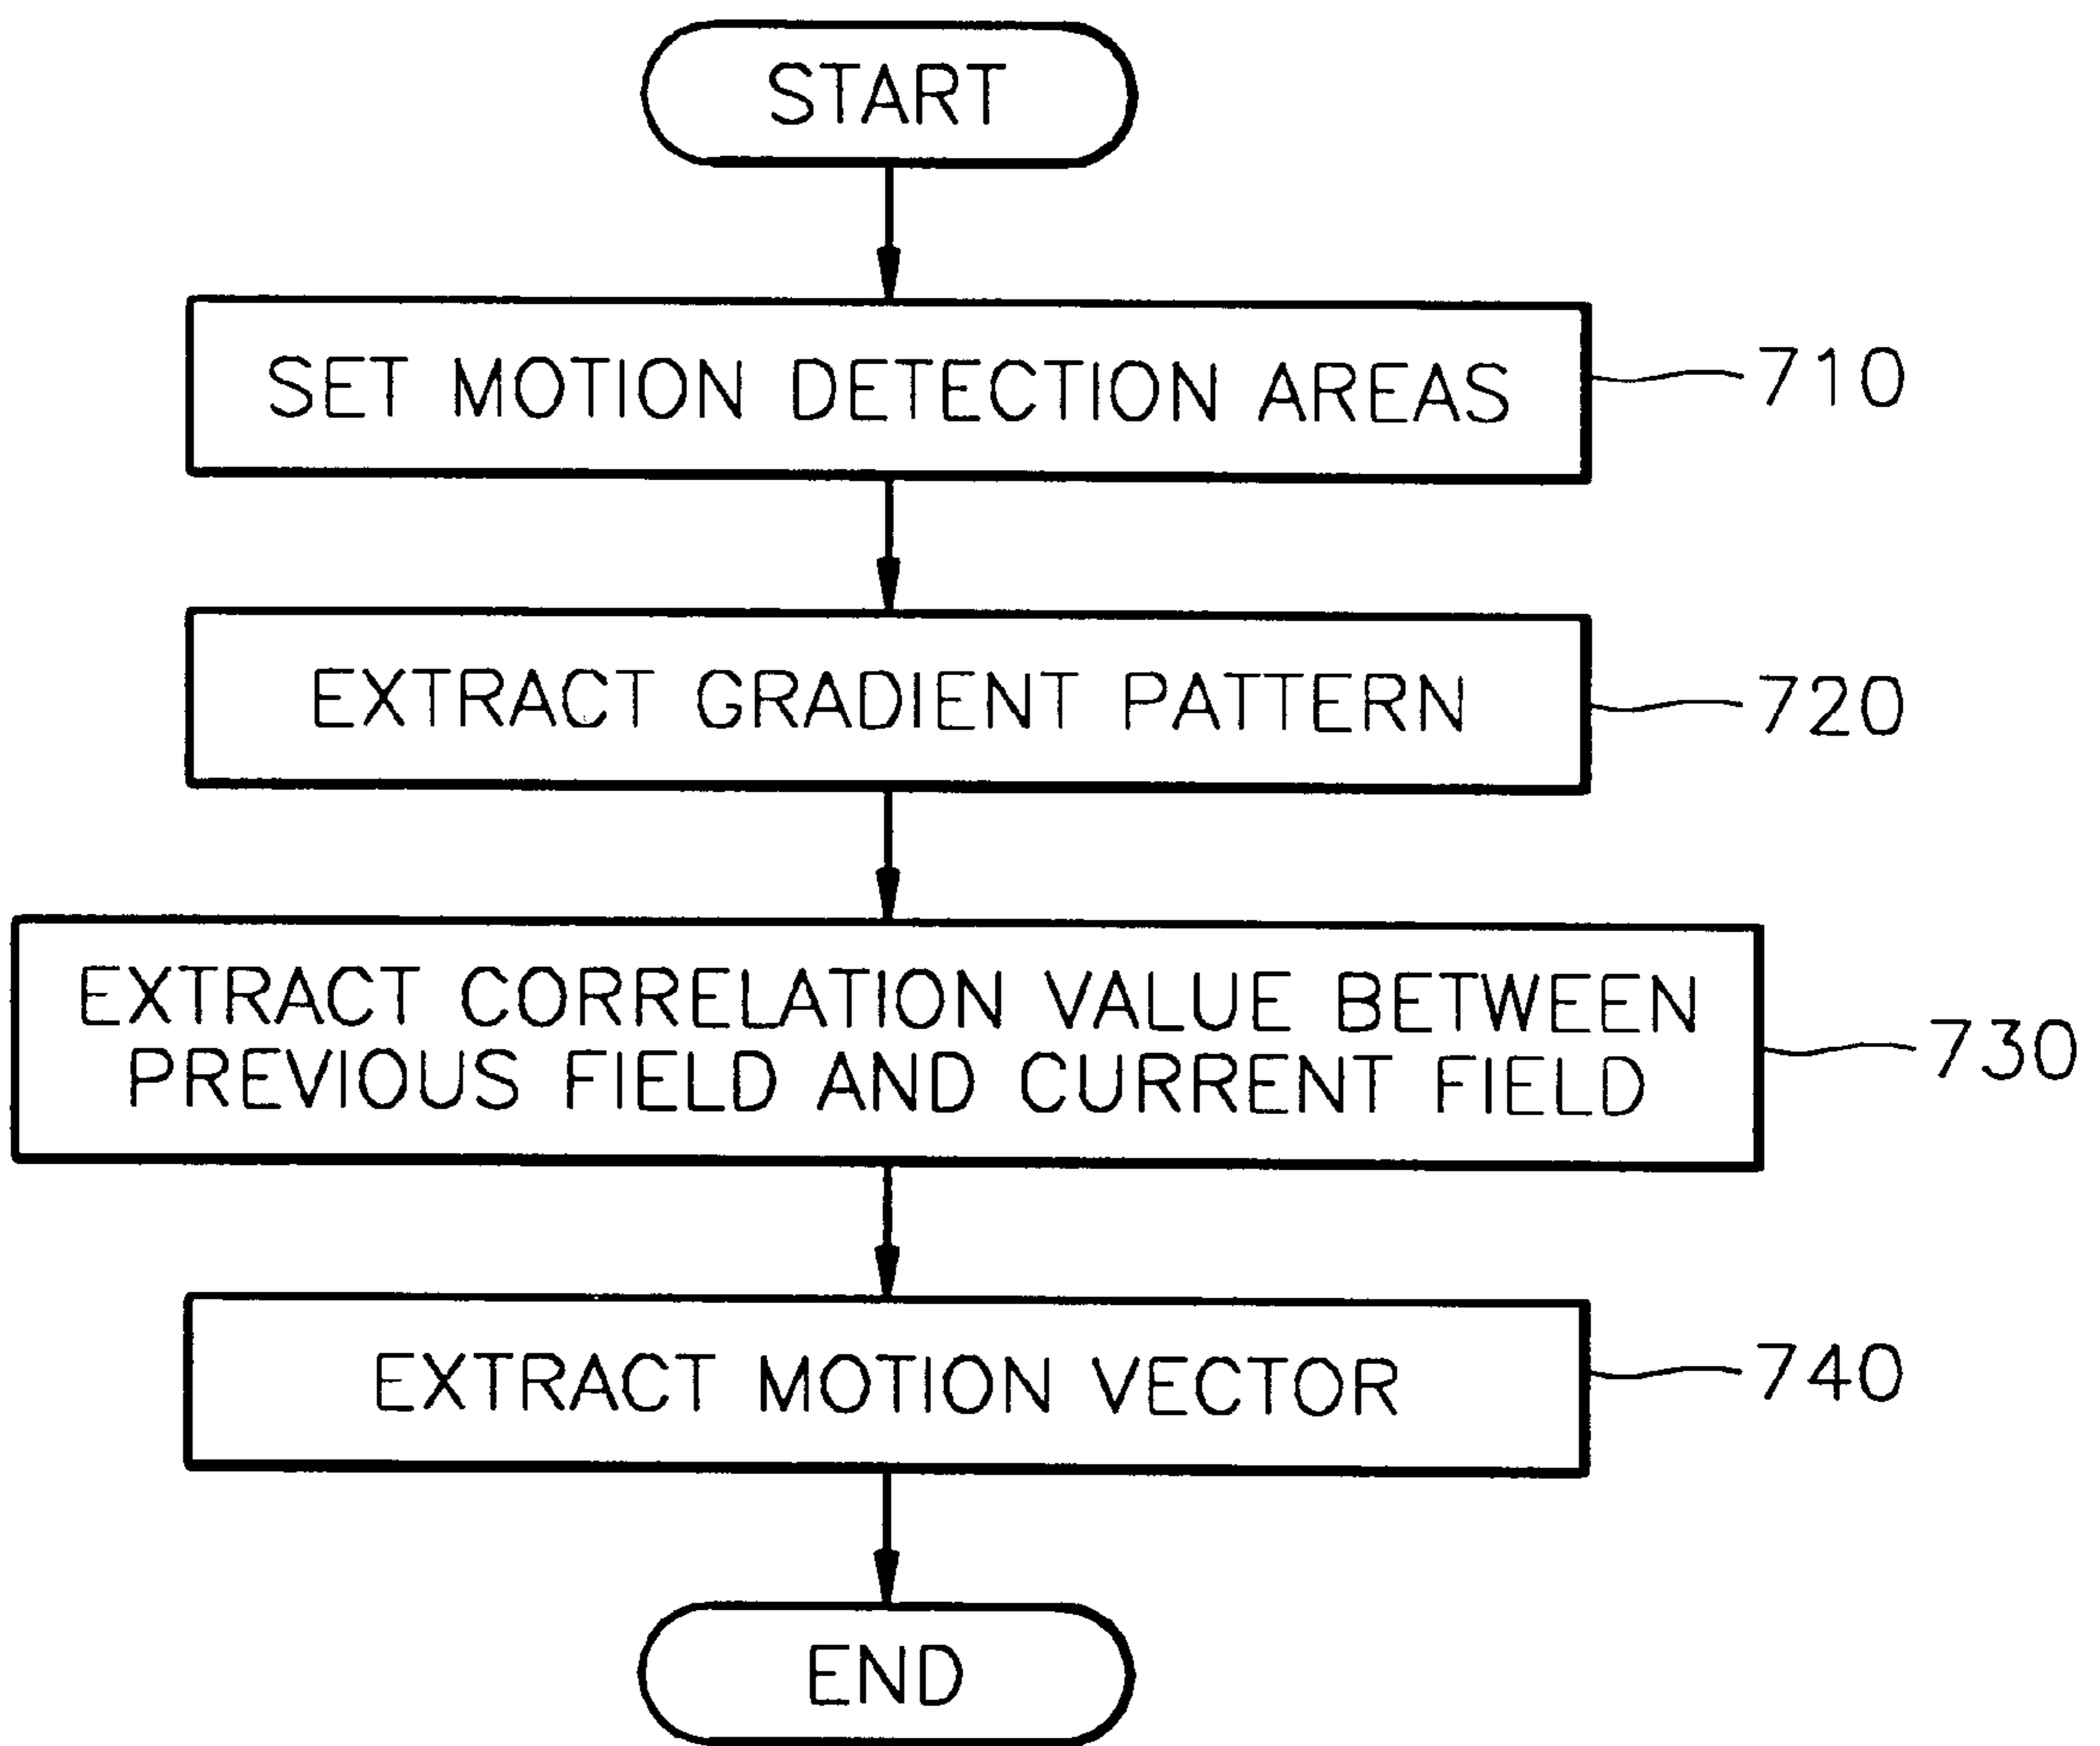 START
SET MOTION DETECTION AREAS
710
EXTRACT GRADIENT PATTERN
720
EXTRACT CORRELATION VALUE BETWEEN
PREVIOUS FIELD AND CURRENT FIELD
730
EXTRACT MOTION VECTOR
740
END